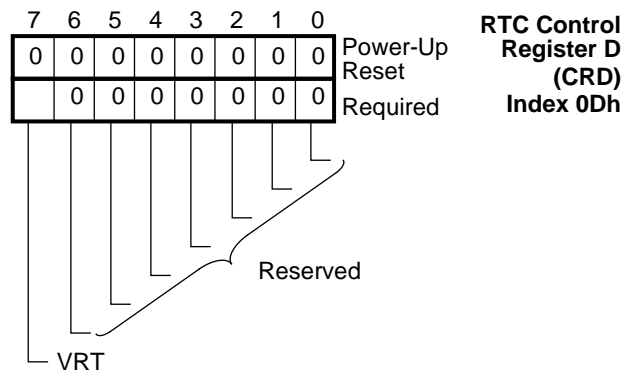 7 6 5 4 3 2 1 0
0 0 0 0 0 0 0 0 Power-Up Reset
0 0 0 0 0 0 0 Required
RTC Control
Register D
(CRD)
Index 0Dh
Reserved
VRT